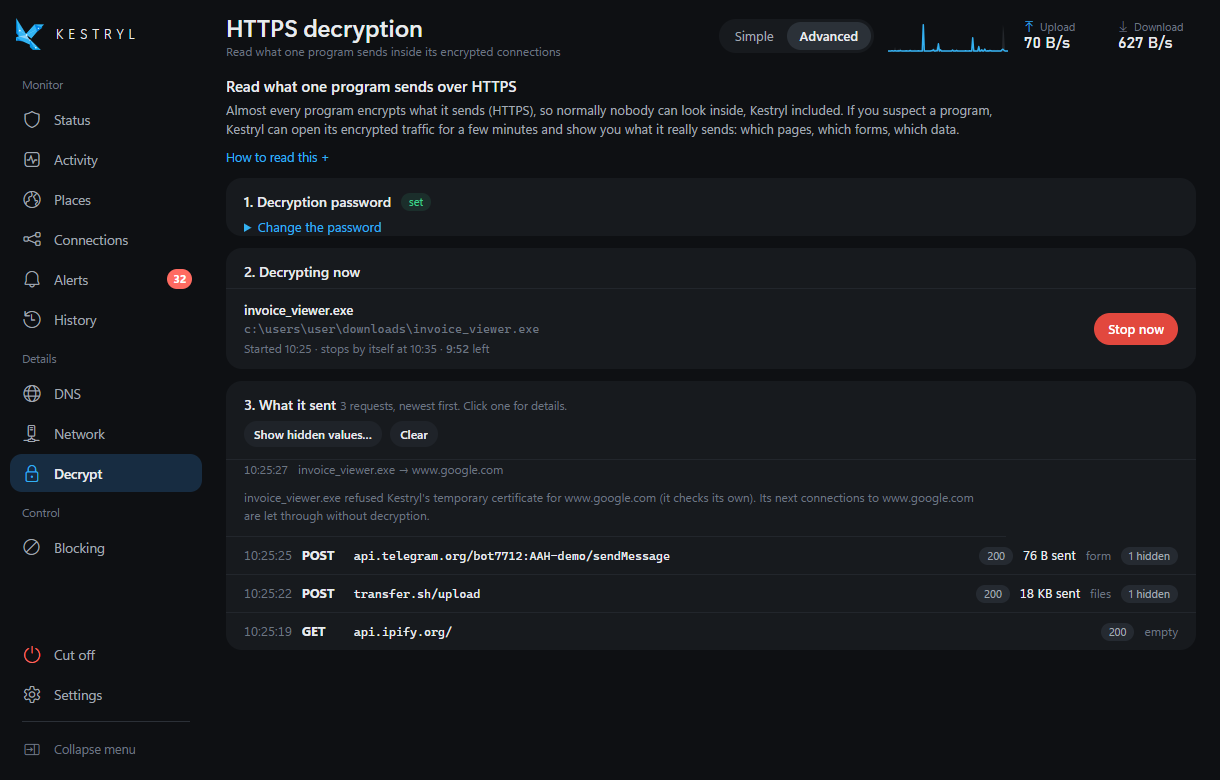 KESTRYL
HTTPS decryption
Read what one program sends inside its encrypted connections
Simple
Advanced
Upload
70 B/s
Download
627 B/s
Monitor
Status
Activity
Places
Connections
Alerts
32
History
Details
DNS
Network
Decrypt
Control
Blocking
Cut off
Settings
Collapse menu
Read what one program sends over HTTPS
Almost every program encrypts what it sends (HTTPS), so normally nobody can look inside, Kestryl included. If you suspect a program,
Kestryl can open its encrypted traffic for a few minutes and show you what it really sends: which pages, which forms, which data.
How to read this +
1. Decryption password set
▶ Change the password
2. Decrypting now
invoice_viewer.exe
c:\users\user\downloads\invoice_viewer.exe
Started 10:25 · stops by itself at 10:35 · 9:52 left
Stop now
3. What it sent 3 requests, newest first. Click one for details.
Show hidden values...
Clear
10:25:27 invoice_viewer.exe → www.google.com
invoice_viewer.exe refused Kestryl's temporary certificate for www.google.com (it checks its own). Its next connections to www.google.com
are let through without decryption.
10:25:25 POST api.telegram.org/bot7712:AAH-demo/sendMessage 200 76 B sent form 1 hidden
10:25:22 POST transfer.sh/upload 200 18 KB sent files 1 hidden
10:25:19 GET api.ipify.org/ 200 empty